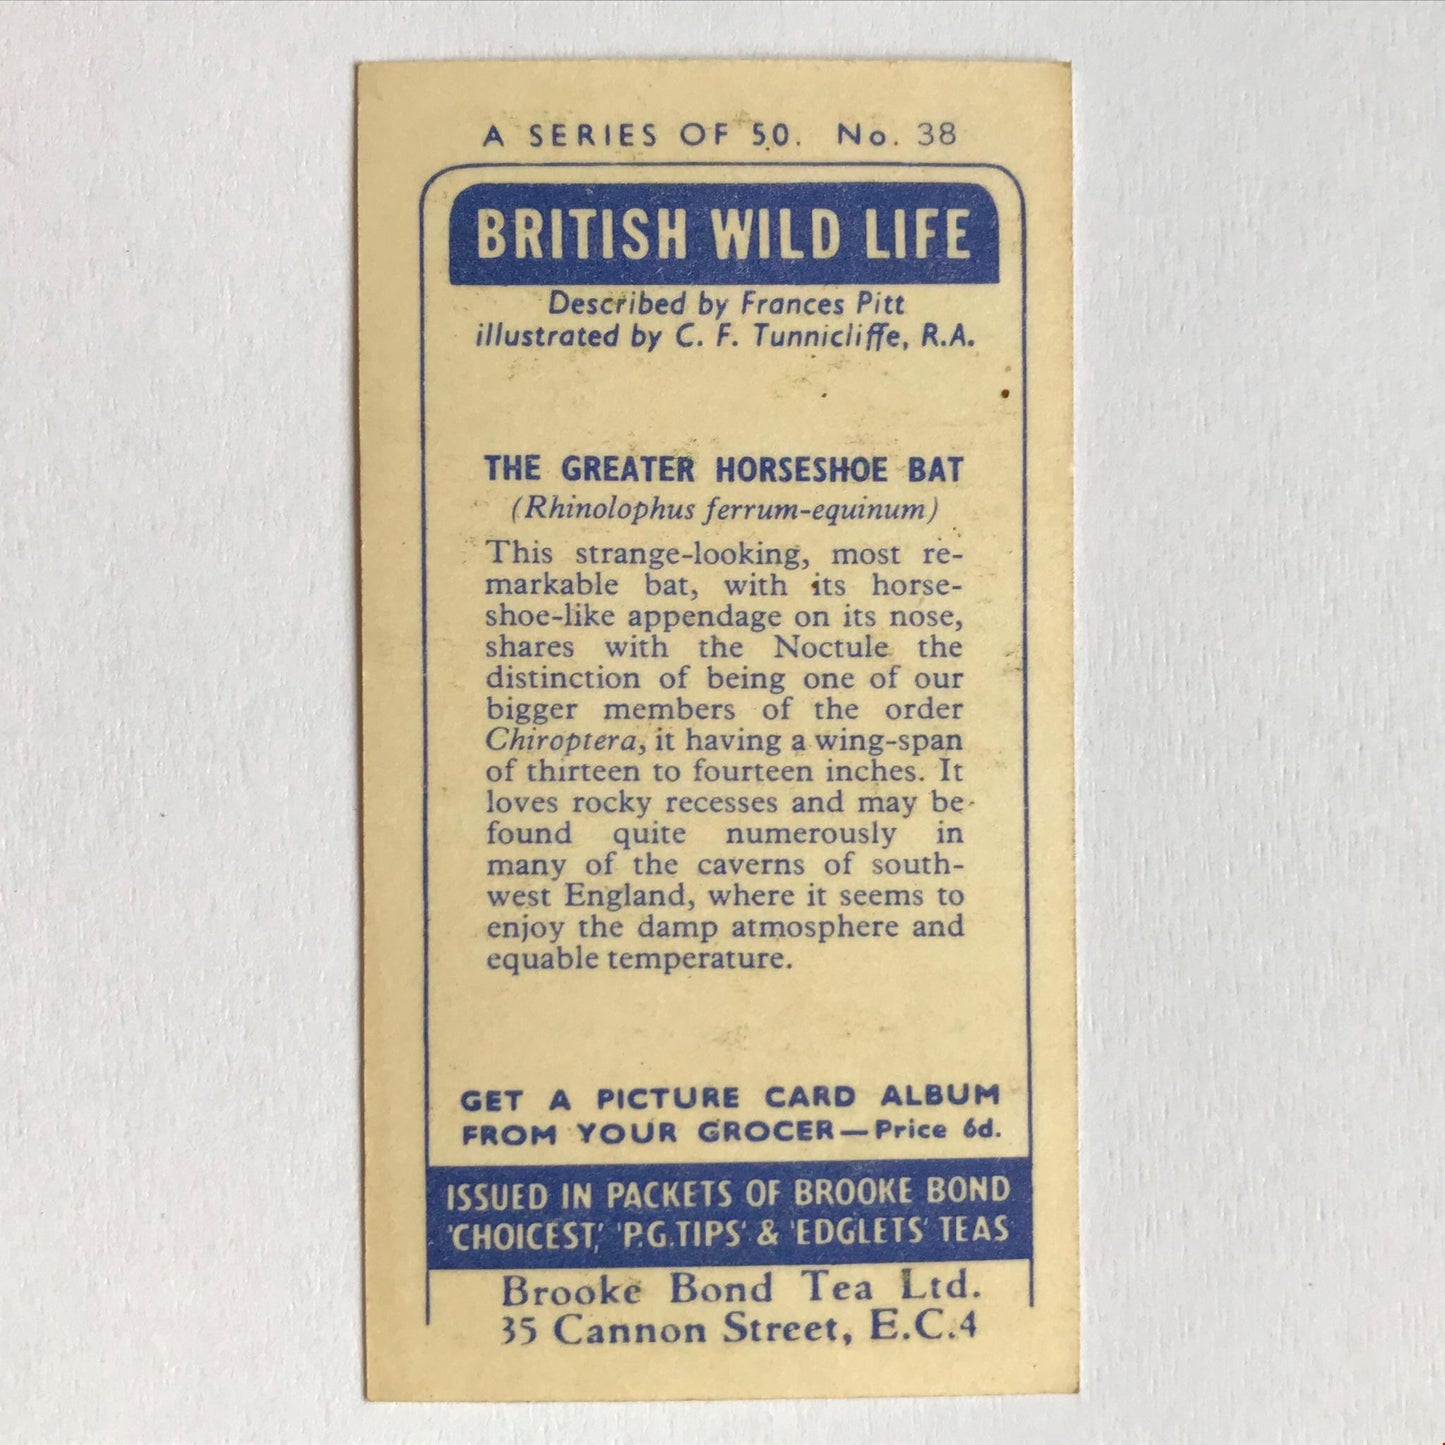 A SERIES OF 50. No. 38
BRITISH WILD LIFE
Described by Frances Pitt
illustrated by C. F. Tunnicliffe, R.A.
THE GREATER HORSESHOE BAT
(Rhinolophus ferrum-equinum)
This strange-looking, most re-
markable bat, with its horse-
shoe-like appendage on its nose,
shares with the Noctule the
distinction of being one of our
bigger members of the order
Chiroptera, it having a wing-span
of thirteen to fourteen inches. It
loves rocky recesses and may be
found quite numerously in
many of the caverns of south-
west England, where it seems to
enjoy the damp atmosphere and
equable temperature.
GET A PICTURE CARD ALBUM
FROM YOUR GROCER—Price 6d.
ISSUED IN PACKETS OF BROOKE BOND
'CHOICEST', 'P.G.TIPS' & 'EDGLETS' TEAS
Brooke Bond Tea Ltd.
35 Cannon Street, E.C.4